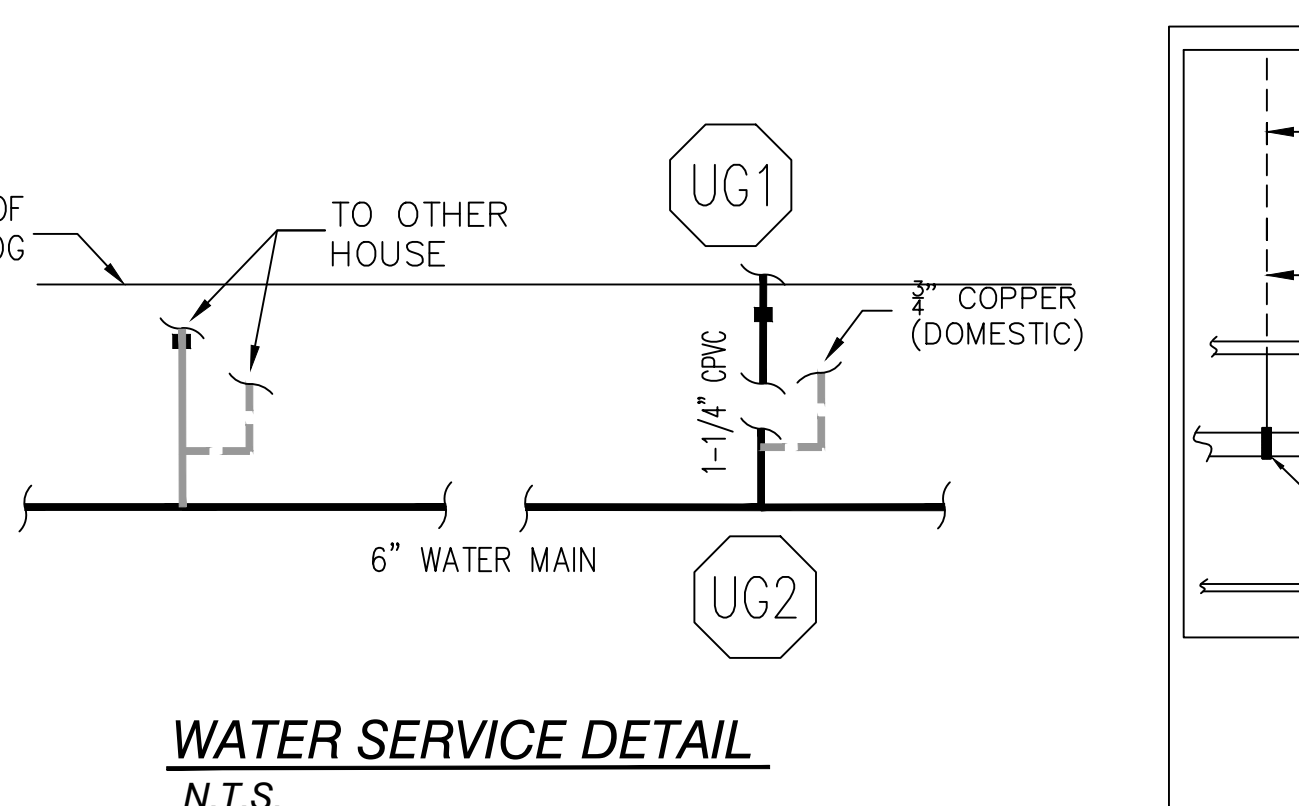 UG1
OF
TO OTHER
HOUSE
3/4" COPPER
(DOMESTIC)
1-1/4" CPVC
6" WATER MAIN
UG2
WATER SERVICE DETAIL
N.T.S.